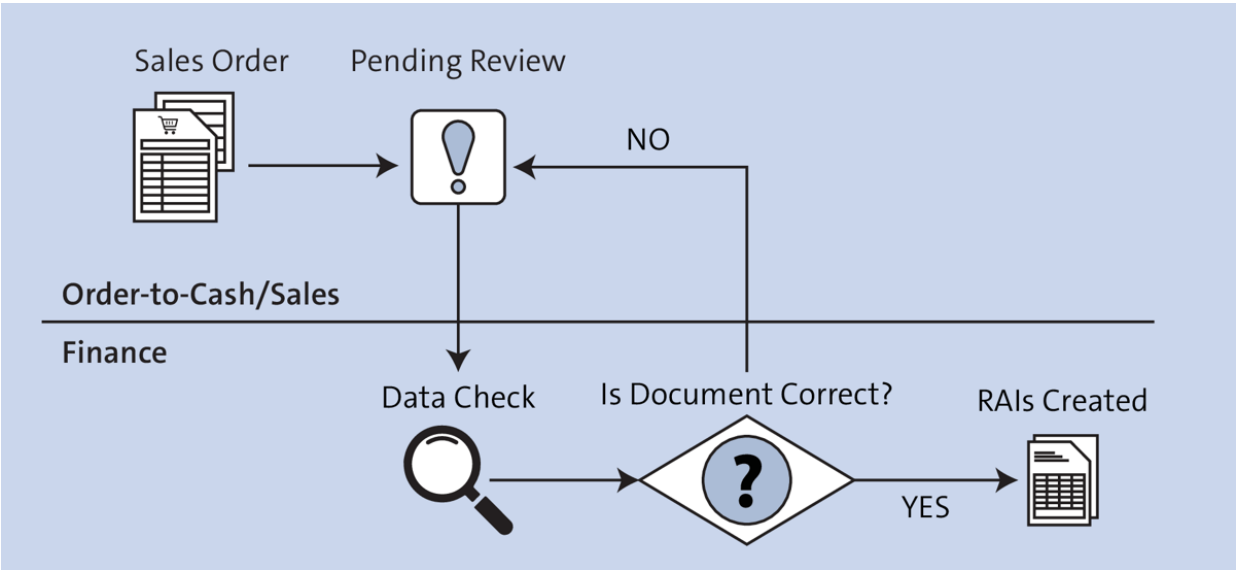 Sales Order
Pending Review
NO
Order-to-Cash/Sales
Finance
Data Check
Is Document Correct?
RAIs Created
?
YES